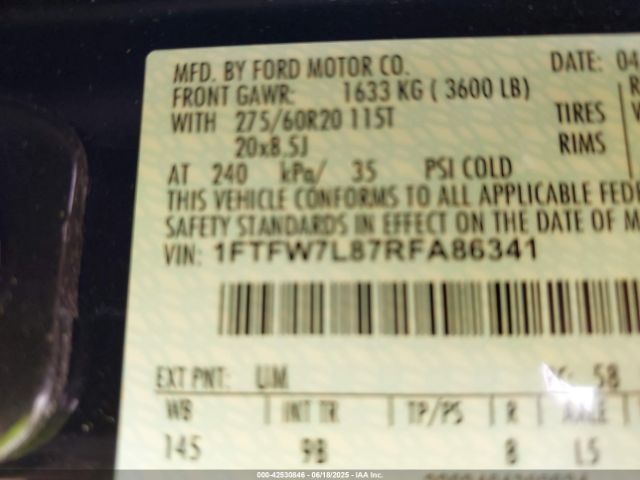 MFD. BY FORD MOTOR CO. DATE: 04
FRONT GAWR: 1633 KG ( 3600 LB) R
WITH 275/60R20 115T TIRES
20x8.5J RIMS
AT 240 kPa/ 35 PSI COLD
THIS VEHICLE CONFORMS TO ALL APPLICABLE FEDE
SAFETY STANDARDS IN EFFECT ON THE DATE OF M
VIN: 1FTFW7L87RFA86341
EXT PNT: UM 58
WB INT TR TP/PS R AXLE
145 9B 8 L5
000-42530846 - 06/18/2025 - IAA Inc.